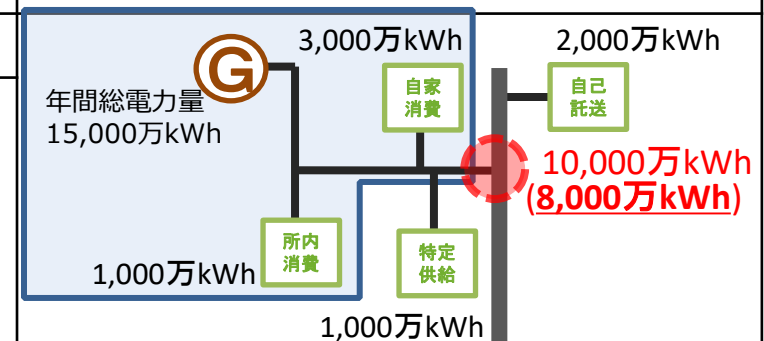 3,000万kWh
2,000万kWh
G
年間総電力量
15,000万kWh
自家
消費
自己
託送
10,000万kWh
(8,000万kWh)
所内
消費
1,000万kWh
特定
供給
1,000万kWh